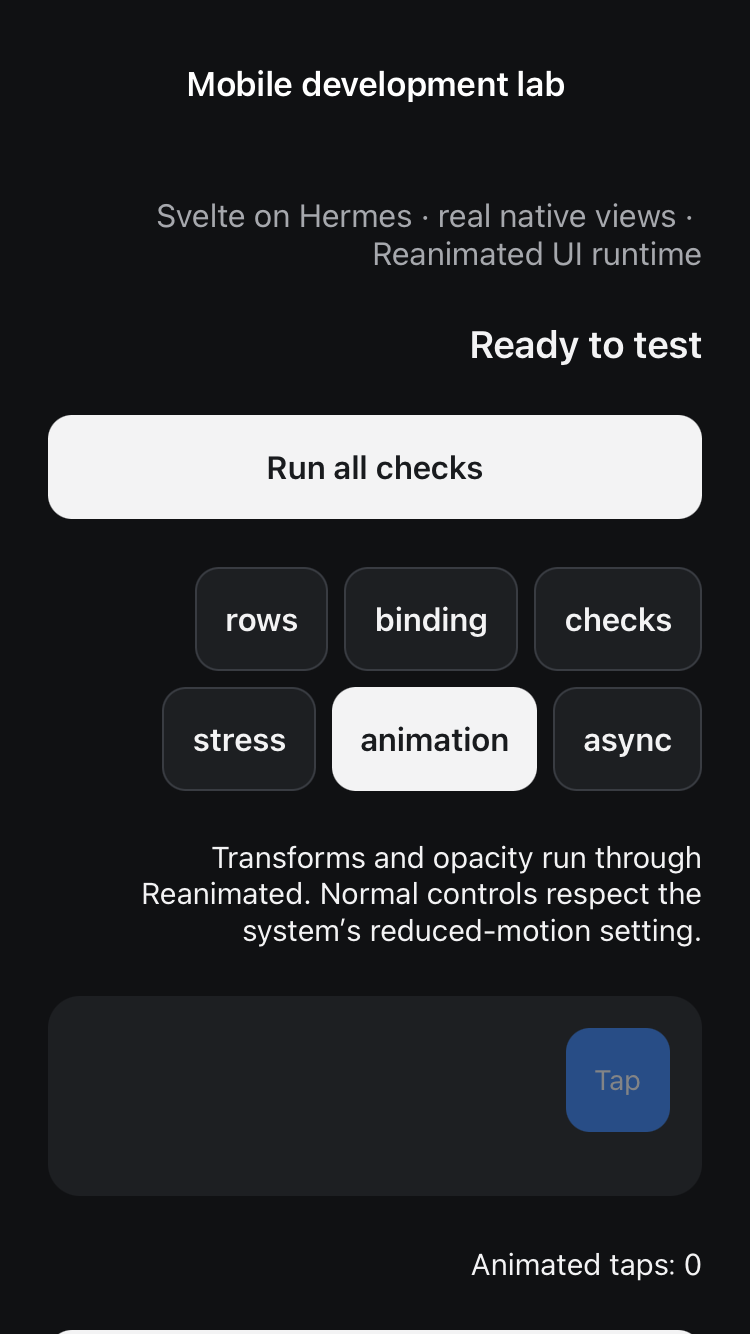 Mobile development lab
Svelte on Hermes · real native views ·
Reanimated UI runtime
Ready to test
Run all checks
rows binding checks
stress animation async
Transforms and opacity run through
Reanimated. Normal controls respect the
system’s reduced-motion setting.
Tap
Animated taps: 0